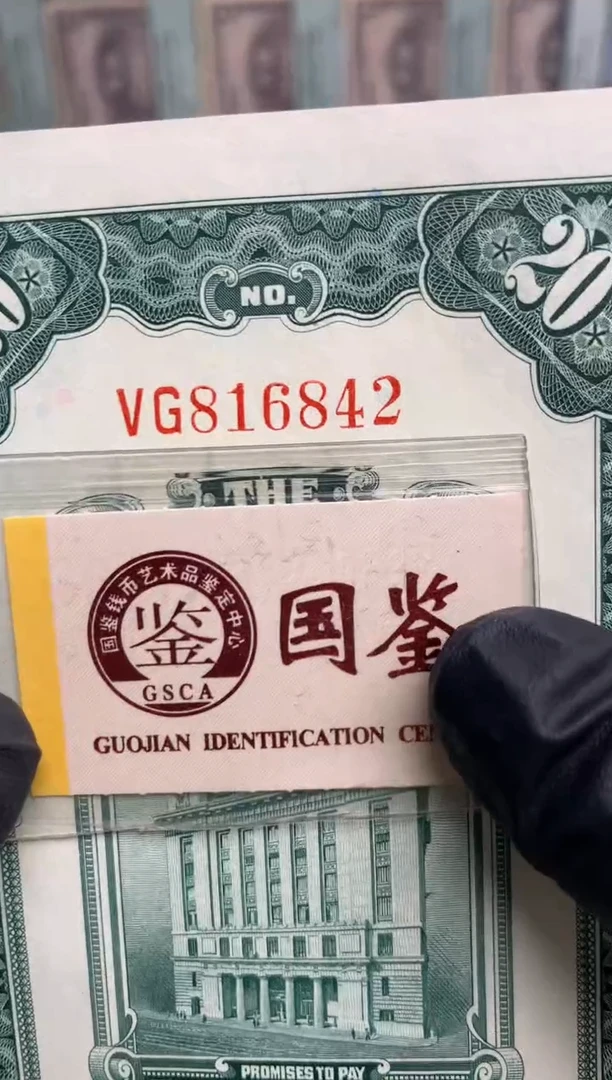 20
NO.
VG816842
THE
国鉴钱币艺术品鉴定中心
鉴
GSCA
国鉴
GUOJIAN IDENTIFICATION
PROMISES TO PAY